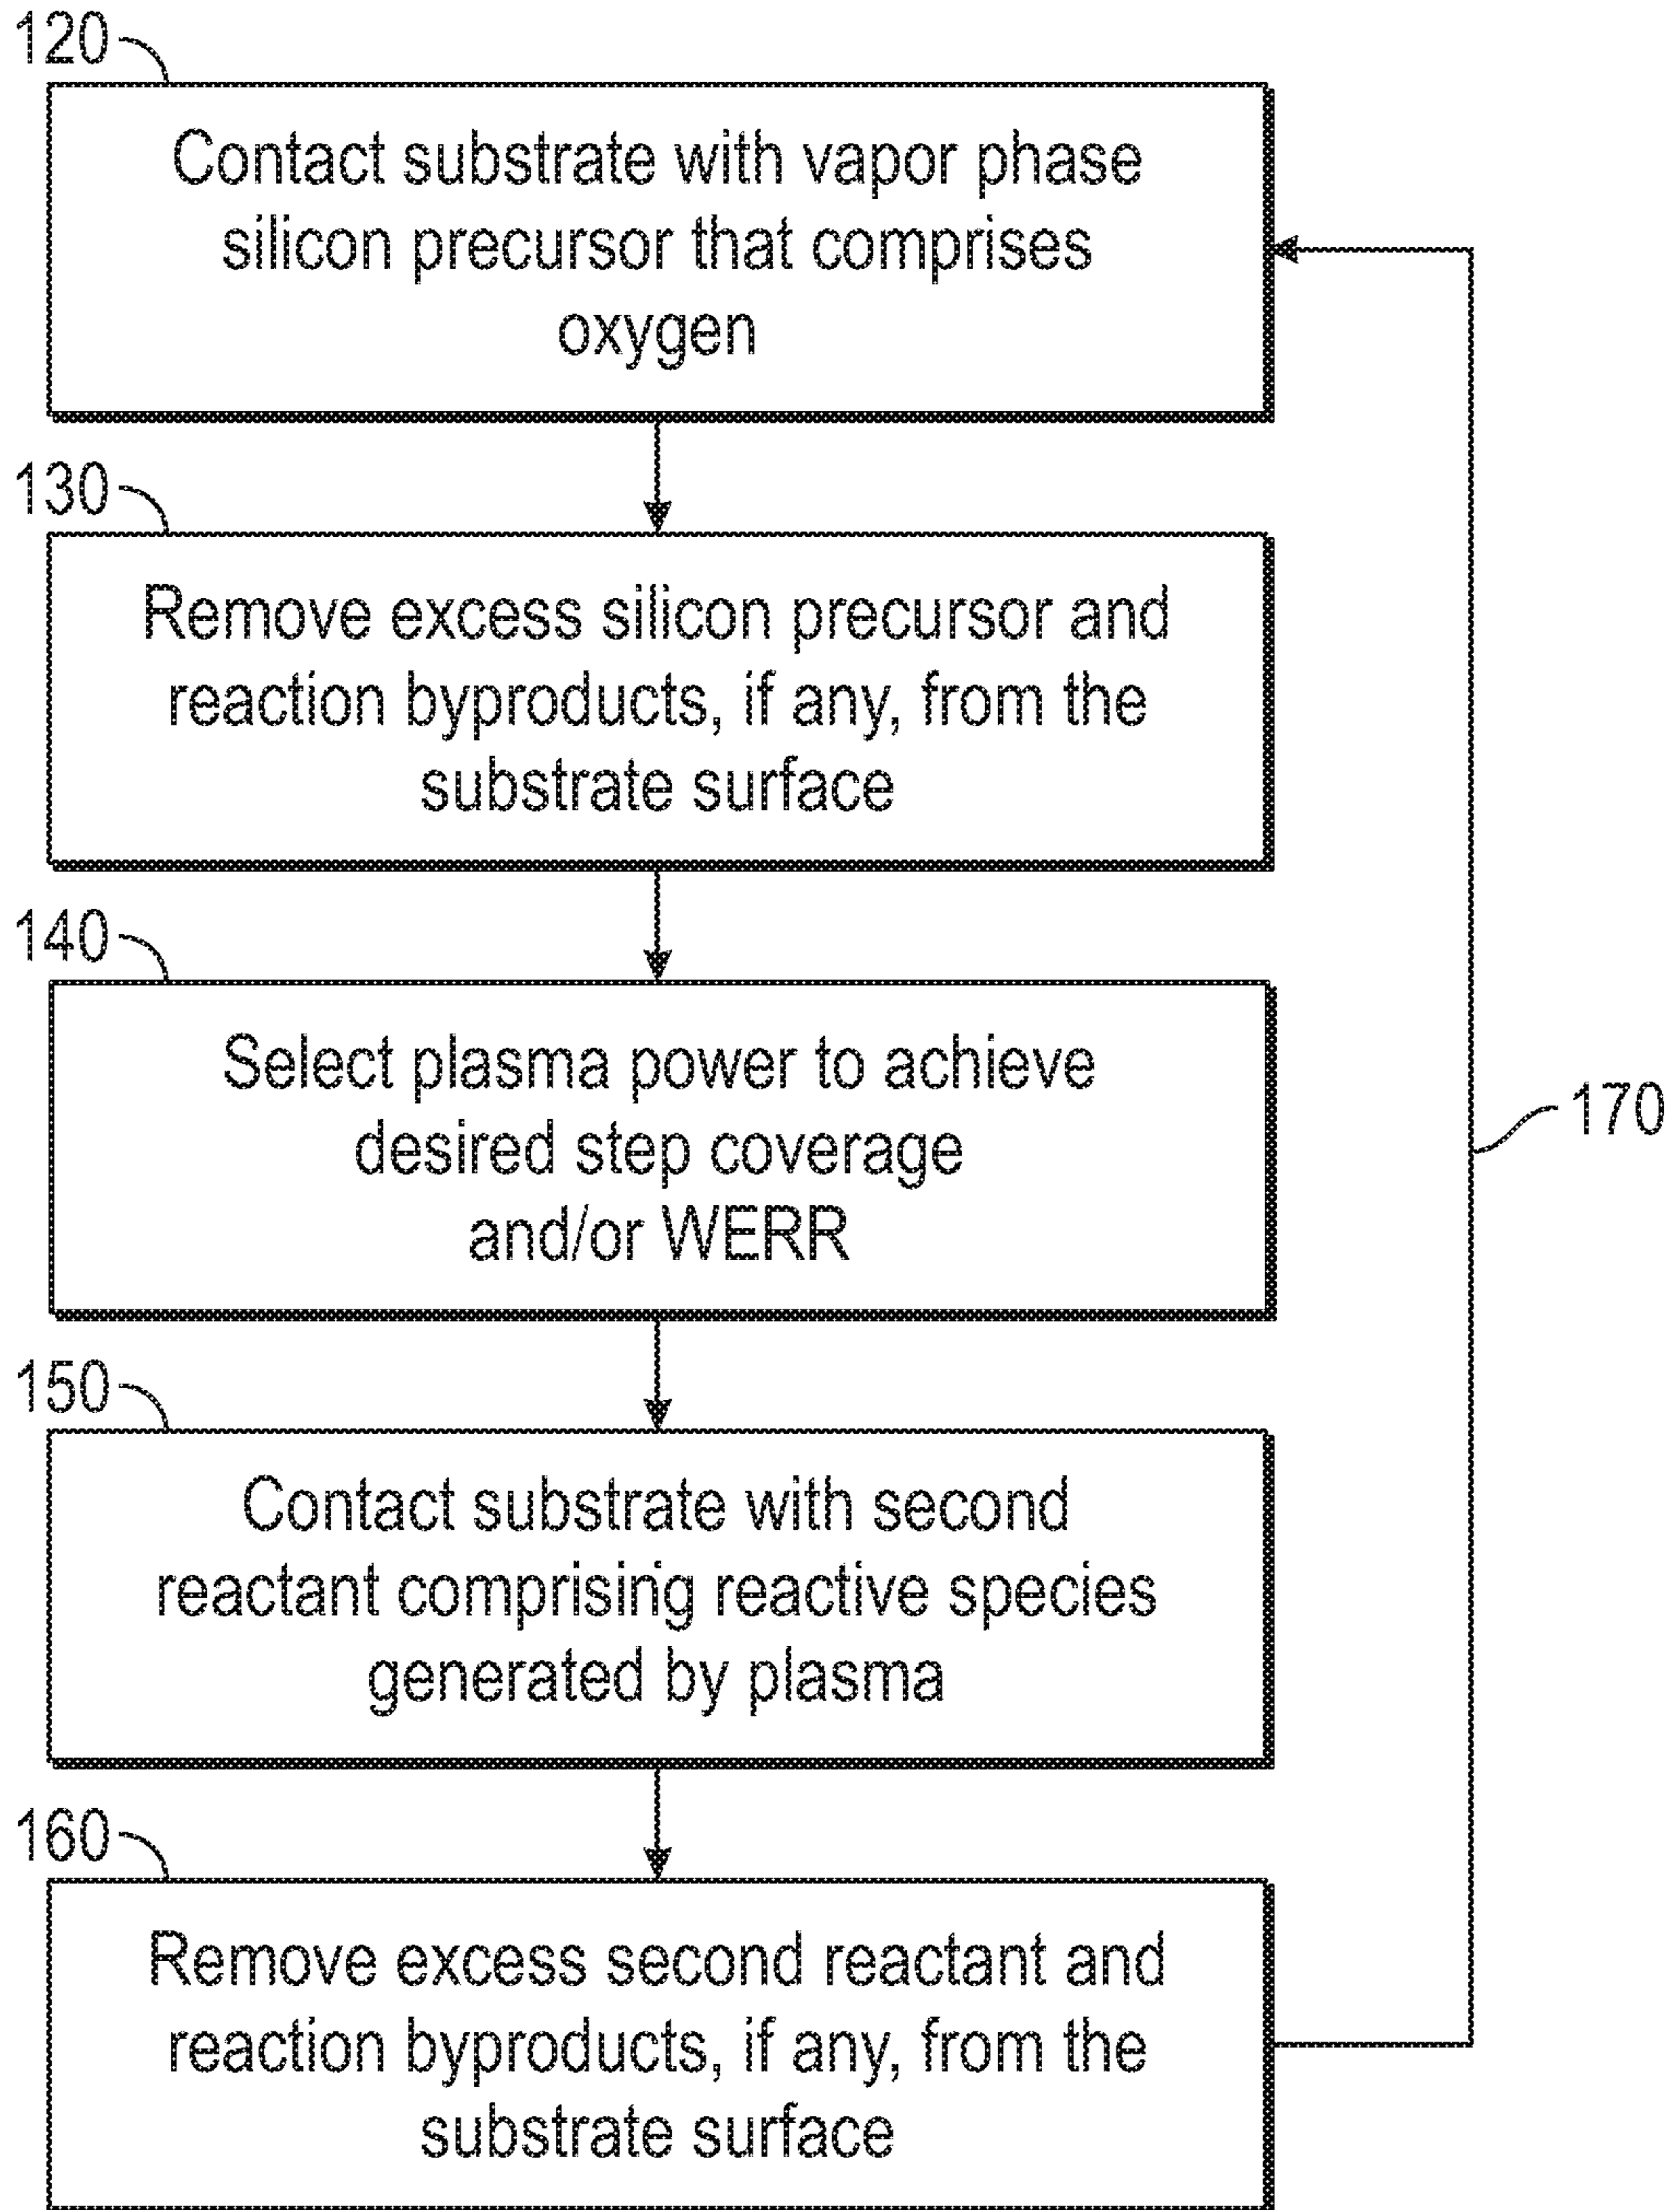 120
Contact substrate with vapor phase
silicon precursor that comprises
oxygen
130
Remove excess silicon precursor and
reaction byproducts, if any, from the
substrate surface
140
Select plasma power to achieve
desired step coverage
and/or WERR
170
150
Contact substrate with second
reactant comprising reactive species
generated by plasma
160
Remove excess second reactant and
reaction byproducts, if any, from the
substrate surface